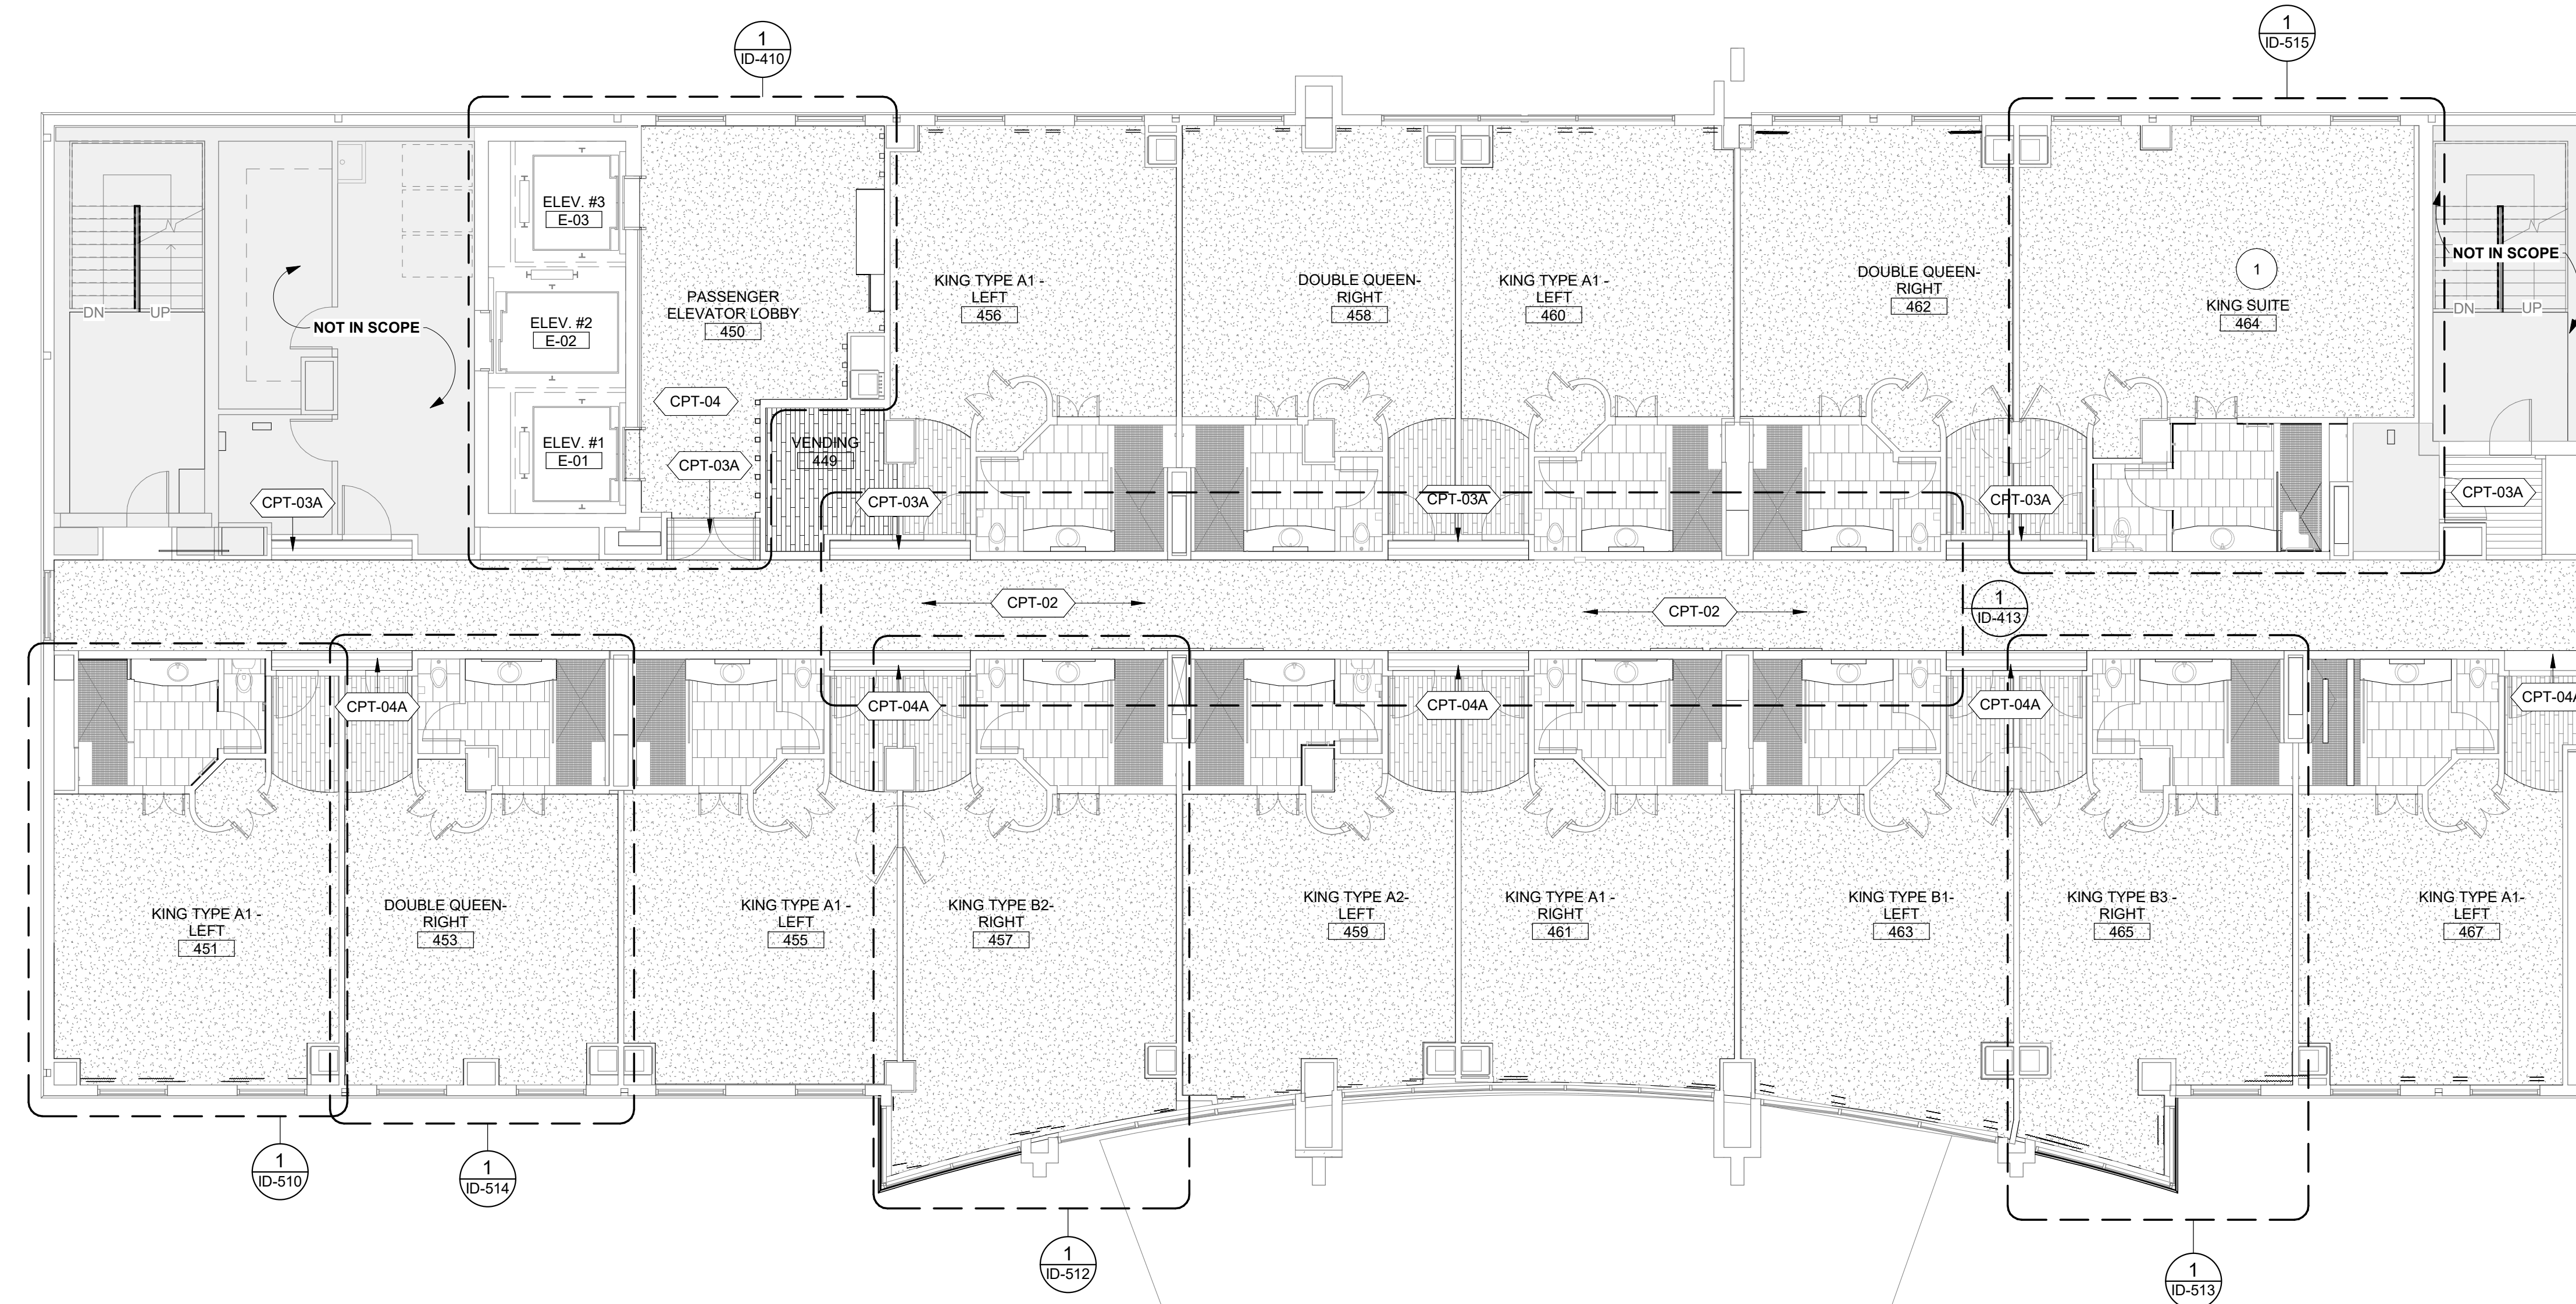 1
ID-410
1
ID-515
ELEV. #3
E-03
ELEV. #2
E-02
ELEV. #1
E-01
DN
UP
NOT IN SCOPE
PASSENGER
ELEVATOR LOBBY
450
CPT-04
CPT-03A
VENDING
449
CPT-03A
KING TYPE A1 -
LEFT
456
DOUBLE QUEEN-
RIGHT
458
KING TYPE A1 -
LEFT
460
DOUBLE QUEEN-
RIGHT
462
1
KING SUITE
464
NOT IN SCOPE
DN
UP
CPT-03A
CPT-03A
CPT-03A
CPT-03A
CPT-02
CPT-02
1
ID-413
CPT-04A
CPT-04A
CPT-04A
CPT-04A
CPT-04A
KING TYPE A1 -
LEFT
451
DOUBLE QUEEN-
RIGHT
453
KING TYPE A1 -
LEFT
455
KING TYPE B2-
RIGHT
457
KING TYPE A2-
LEFT
459
KING TYPE A1 -
RIGHT
461
KING TYPE B1-
LEFT
463
KING TYPE B3 -
RIGHT
465
KING TYPE A1-
LEFT
467
1
ID-510
1
ID-514
1
ID-512
1
ID-513